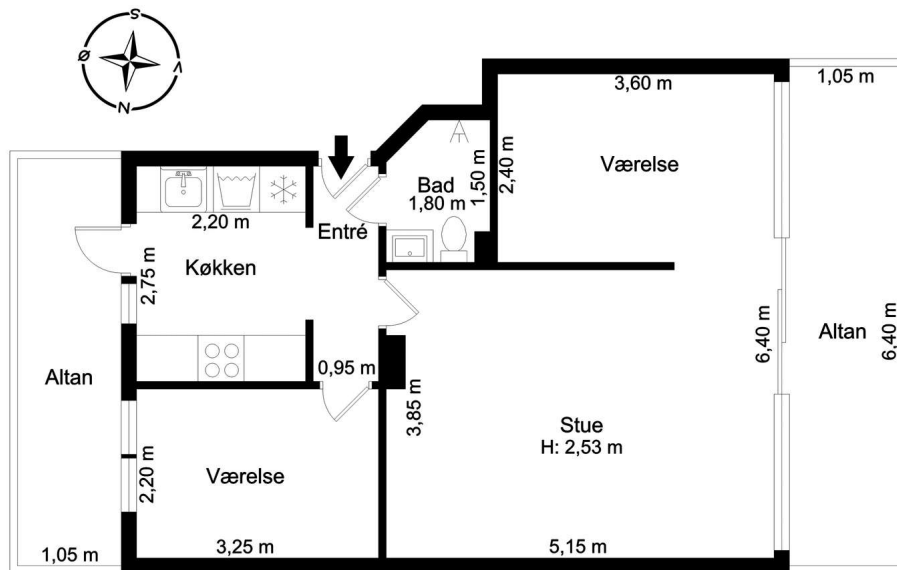 S
Ø
V
N
3,60 m
1,05 m
Værelse
2,40 m
1,50 m
Bad
1,80 m
2,20 m
Entré
Køkken
2,75 m
Altan
0,95 m
3,85 m
6,40 m
Altan
6,40 m
Stue
H: 2,53 m
Værelse
2,20 m
1,05 m
3,25 m
5,15 m